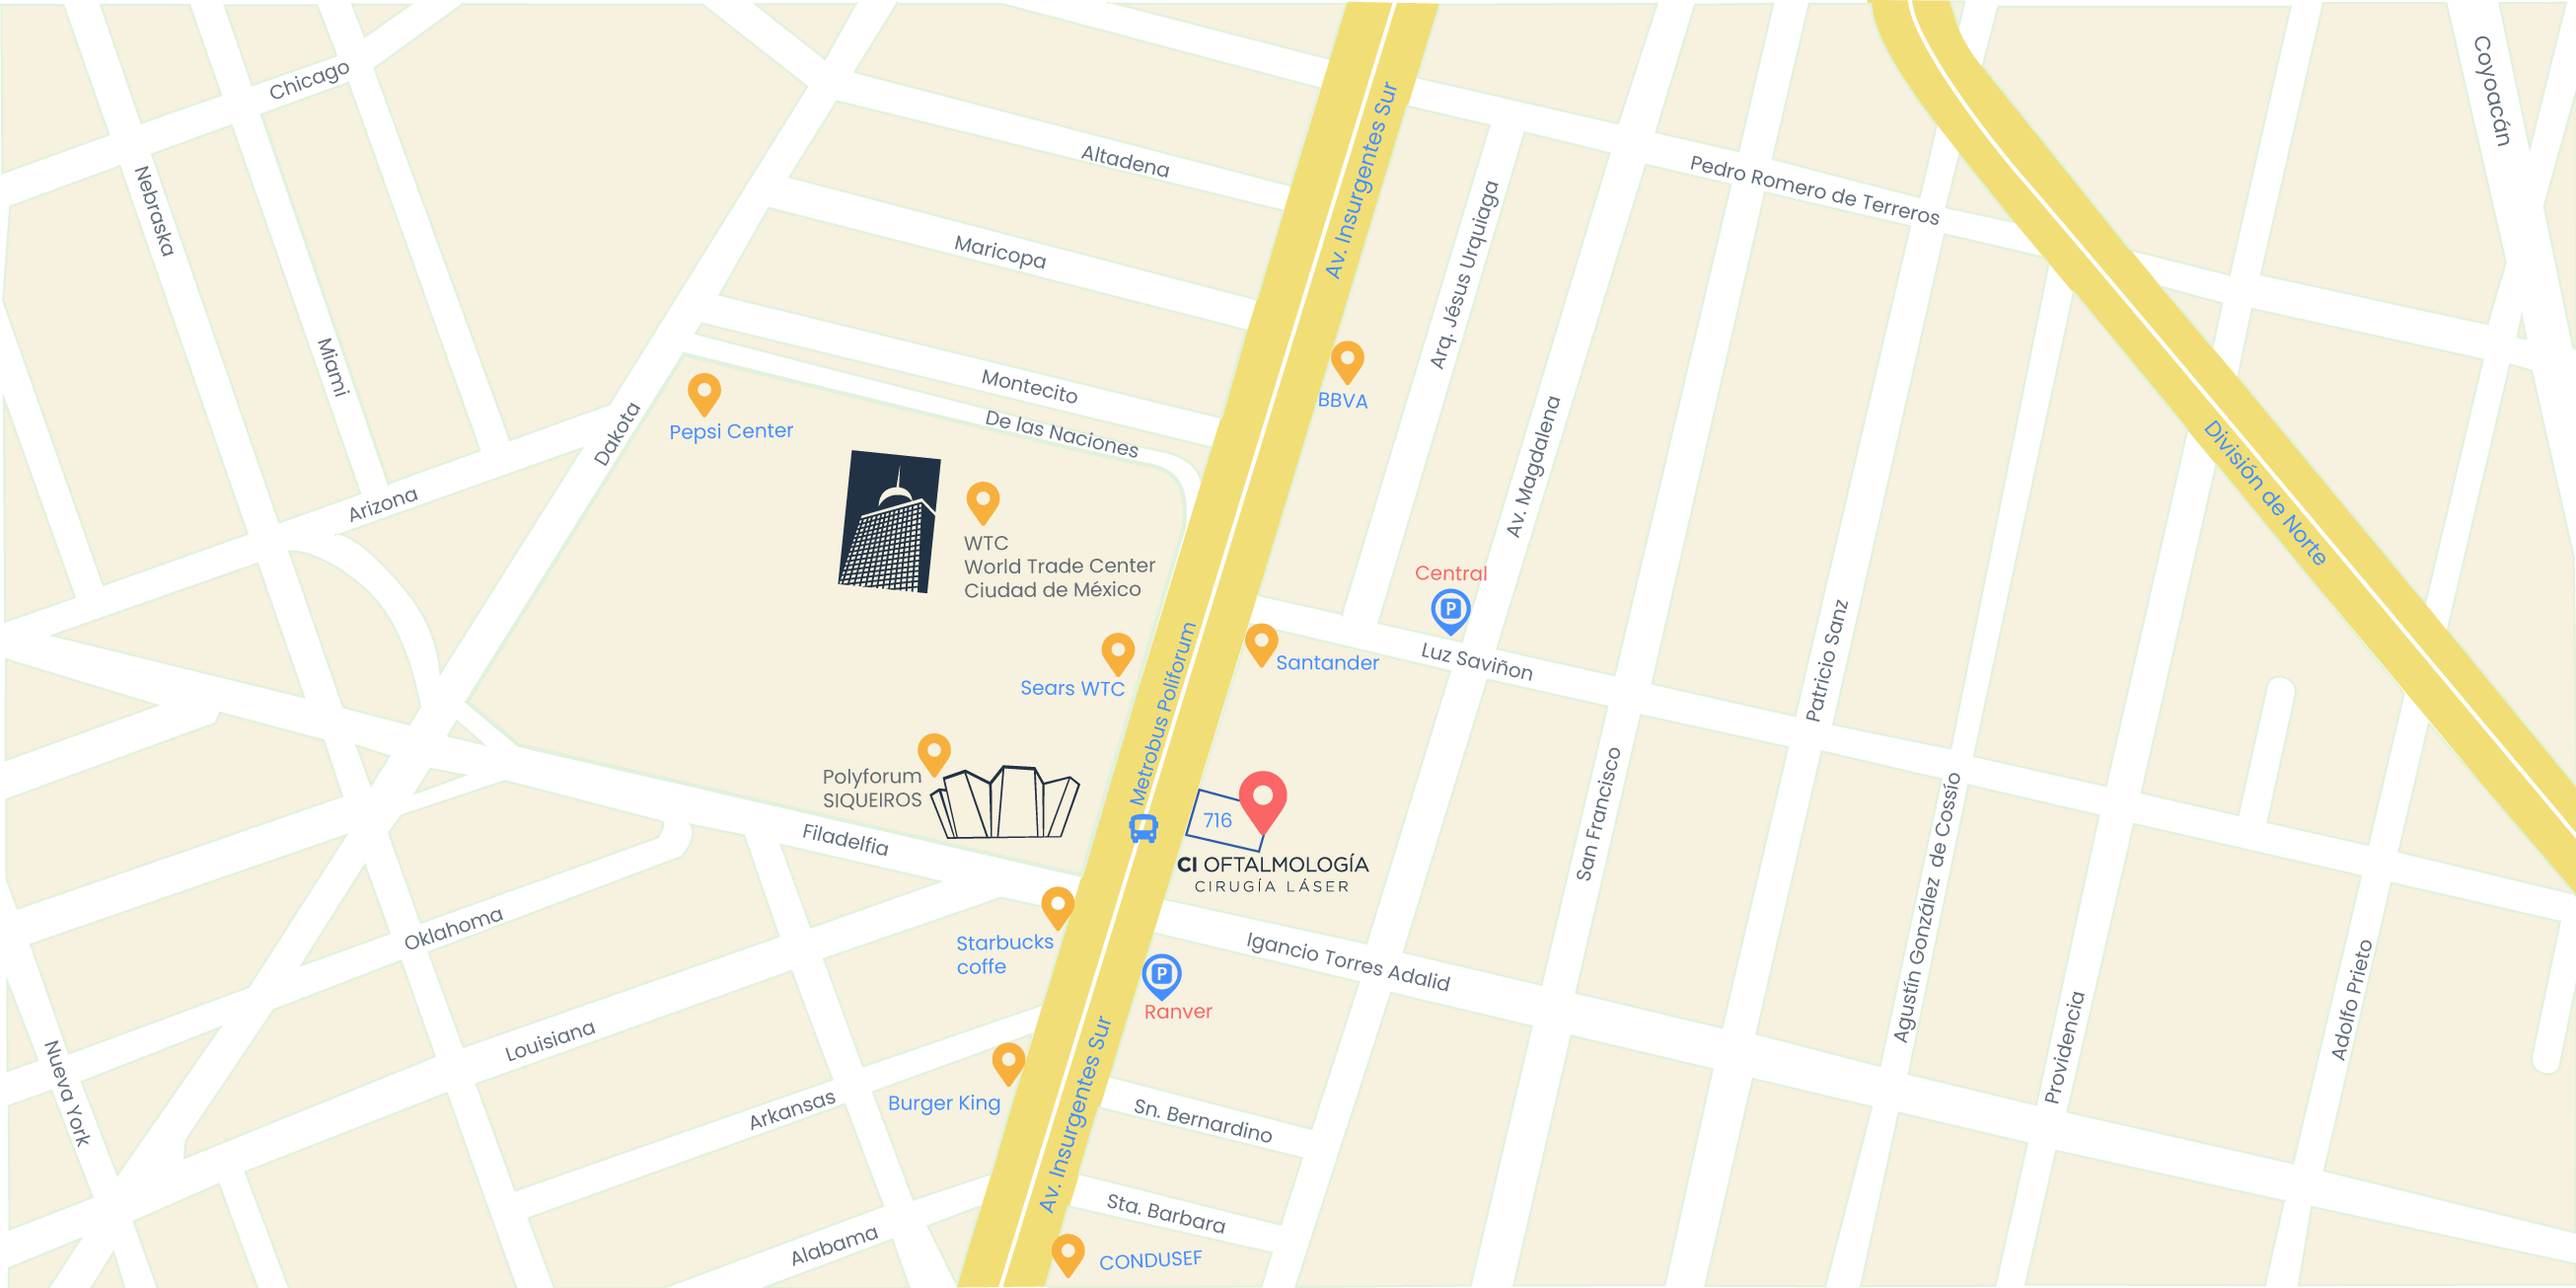 Chicago
Coyoacán
Altadena
Av. Insurgentes Sur
Pedro Romero de Terreros
Nebraska
Maricopa
Arq. Jésus Urquiaga
Miami
BBVA
Montecito
De las Naciones
Pepsi Center
Dakota
Av. Magdalena
División de Norte
Arizona
WTC
World Trade Center
Ciudad de México
Central
P
Luz Saviñon
Patricio Sanz
Santander
Sears WTC
Metrobus Poliforum
Polyforum
SIQUEIROS
San Francisco
716
CI OFTALMOLOGÍA
CIRUGÍA LÁSER
Filadelfia
Agustín González de Cossío
Oklahoma
Starbucks
coffe
Igancio Torres Adalid
P
Ranver
Adolfo Prieto
Providencia
Louisiana
Nueva York
Av. Insurgentes Sur
Burger King
Arkansas
Sn. Bernardino
Sta. Barbara
Alabama
CONDUSEF